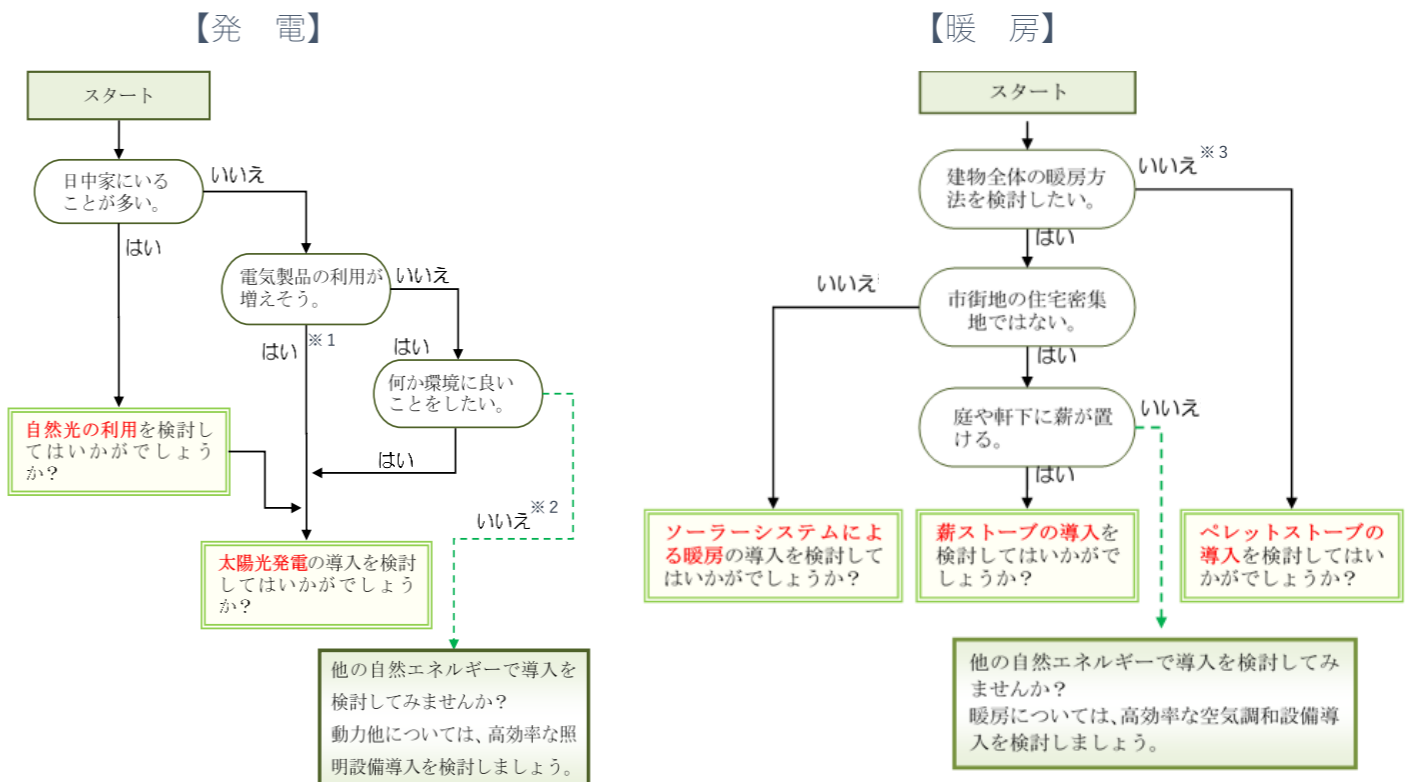 【発　電】
スタート
日中家にいる
ことが多い。
いいえ
はい
電気製品の利用が
増えそう。
いいえ
はい ※１
はい
何か環境に良い
ことをしたい。
はい
いいえ※２
自然光の利用を検討し
てはいかがでしょう
か？
太陽光発電の導入を検討
してはいかがでしょう
か？
他の自然エネルギーで導入を
検討してみませんか？
動力他については、高効率な照
明設備導入を検討しましょう。
【暖　房】
スタート
建物全体の暖房方
法を検討したい。
いいえ※３
はい
市街地の住宅密集
地ではない。
いいえ
はい
庭や軒下に薪が置
ける。
いいえ
はい
ソーラーシステムによ
る暖房の導入を検討して
はいかがでしょうか？
薪ストーブの導入を
検討してはいかがで
しょうか？
ペレットストーブの
導入を検討してはい
かがでしょうか？
他の自然エネルギーで導入を検討してみ
ませんか？
暖房については、高効率な空気調和設備導
入を検討しましょう。